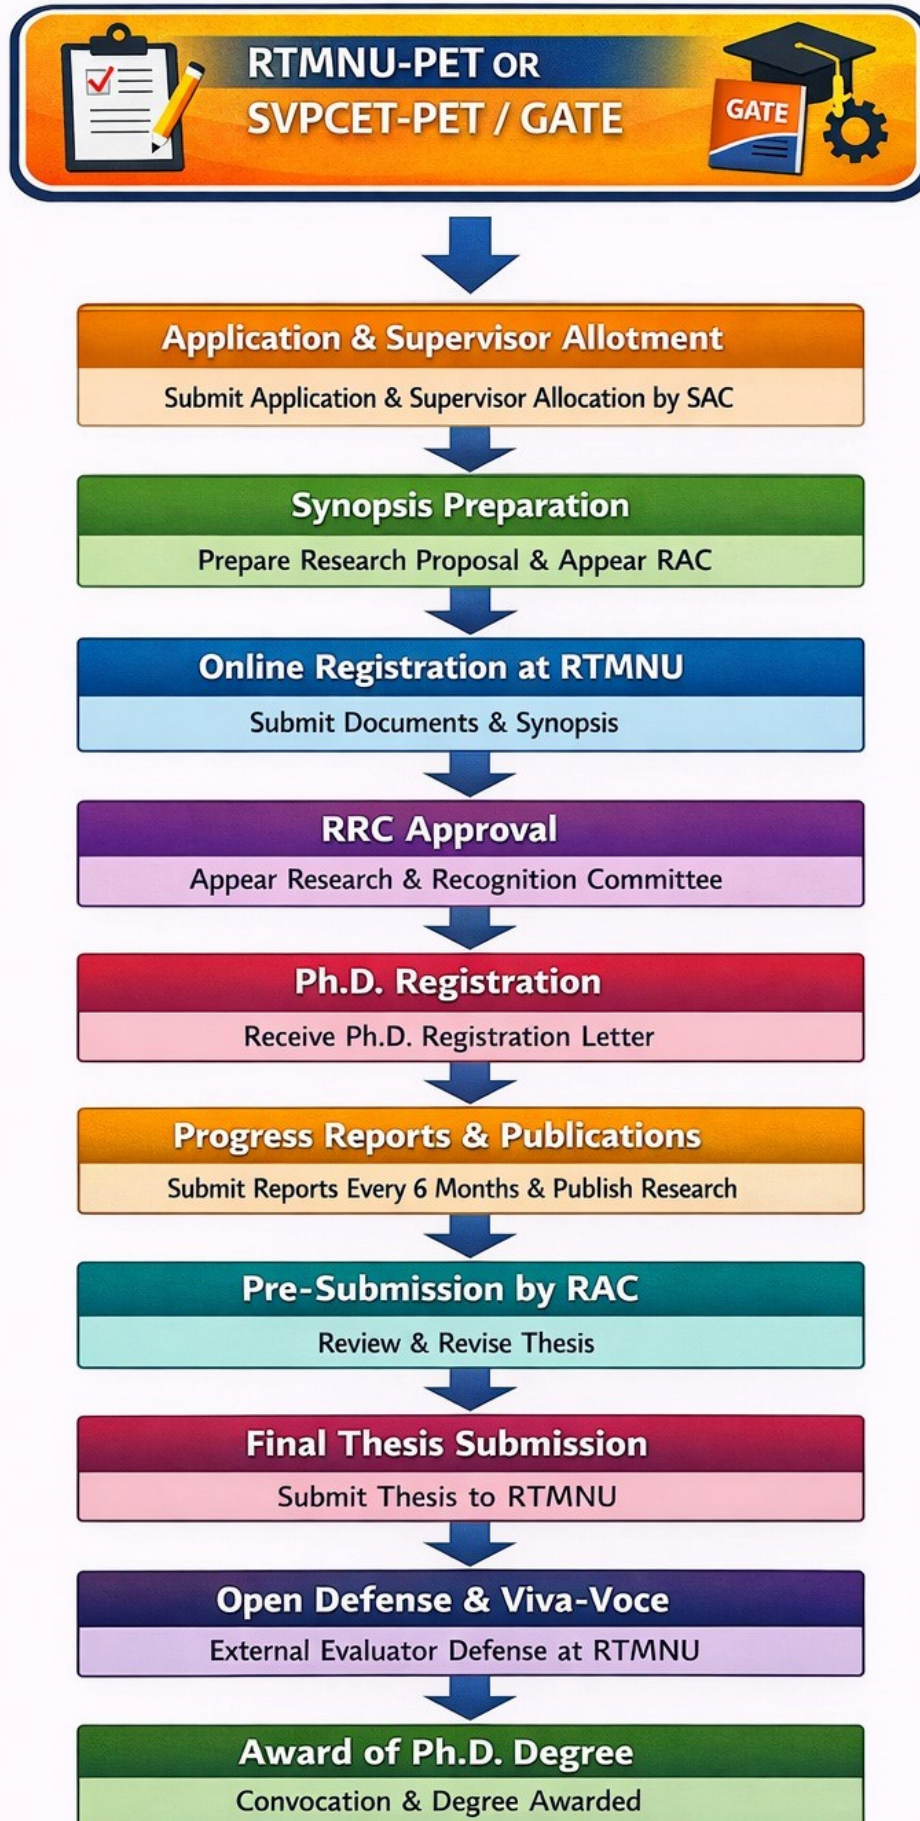 RTMNU-PET OR
SVPCET-PET / GATE
GATE
Application & Supervisor Allotment
Submit Application & Supervisor Allocation by SAC
Synopsis Preparation
Prepare Research Proposal & Appear RAC
Online Registration at RTMNU
Submit Documents & Synopsis
RRC Approval
Appear Research & Recognition Committee
Ph.D. Registration
Receive Ph.D. Registration Letter
Progress Reports & Publications
Submit Reports Every 6 Months & Publish Research
Pre-Submission by RAC
Review & Revise Thesis
Final Thesis Submission
Submit Thesis to RTMNU
Open Defense & Viva-Voce
External Evaluator Defense at RTMNU
Award of Ph.D. Degree
Convocation & Degree Awarded